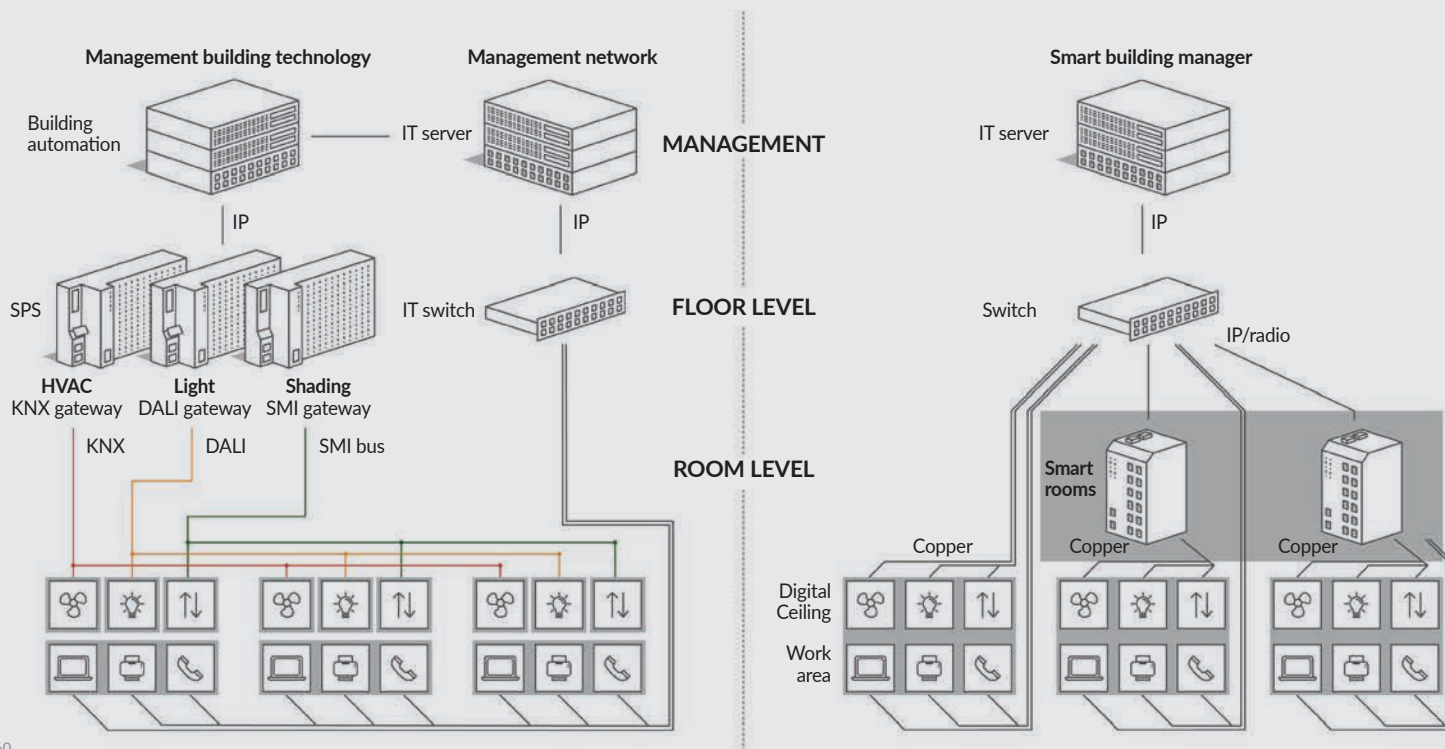 Management building technology
Management network
Smart building manager
Building
automation
IT server
MANAGEMENT
IT server
IP
IP
IP
SPS
IT switch
FLOOR LEVEL
Switch
IP/radio
HVAC
KNX gateway
Light
DALI gateway
Shading
SMI gateway
KNX
DALI
SMI bus
ROOM LEVEL
Smart
rooms
Copper
Copper
Copper
Digital
Ceiling
Work
area